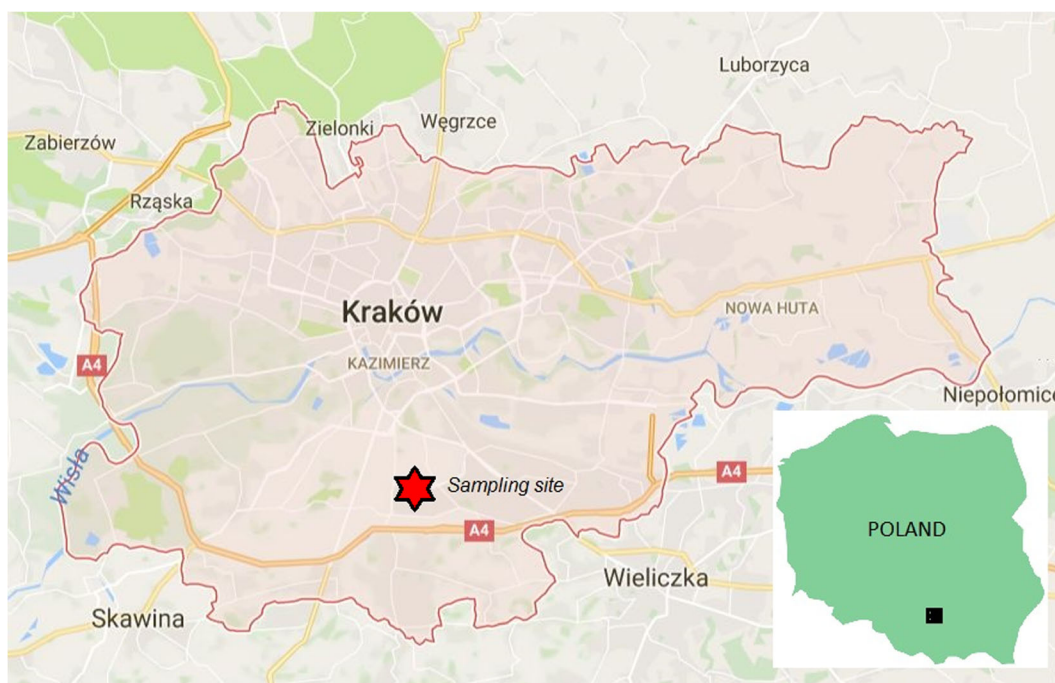 Luborzyca
Zielonki
Węgrzce
Zabierzów
Rząska
Kraków
NOWA HUTA
KAZIMIERZ
A4
Niepołomice
Wisła
Sampling site
A4
A4
POLAND
Wieliczka
Skawina